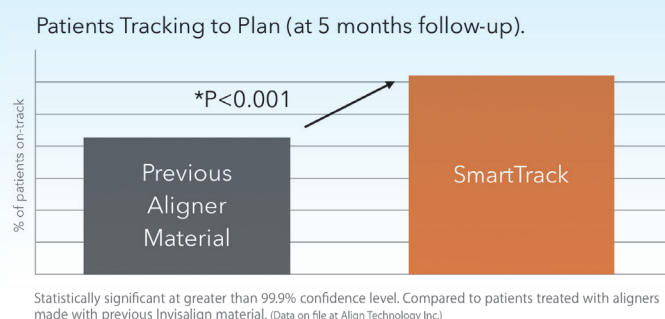 Patients Tracking to Plan (at 5 months follow-up).
% of patients on-track
*P<0.001
Previous
Aligner
Material
SmartTrack
Statistically significant at greater than 99.9% confidence level. Compared to patients treated with aligners
made with previous Invisalign material. (Data on file at Align Technology Inc.)